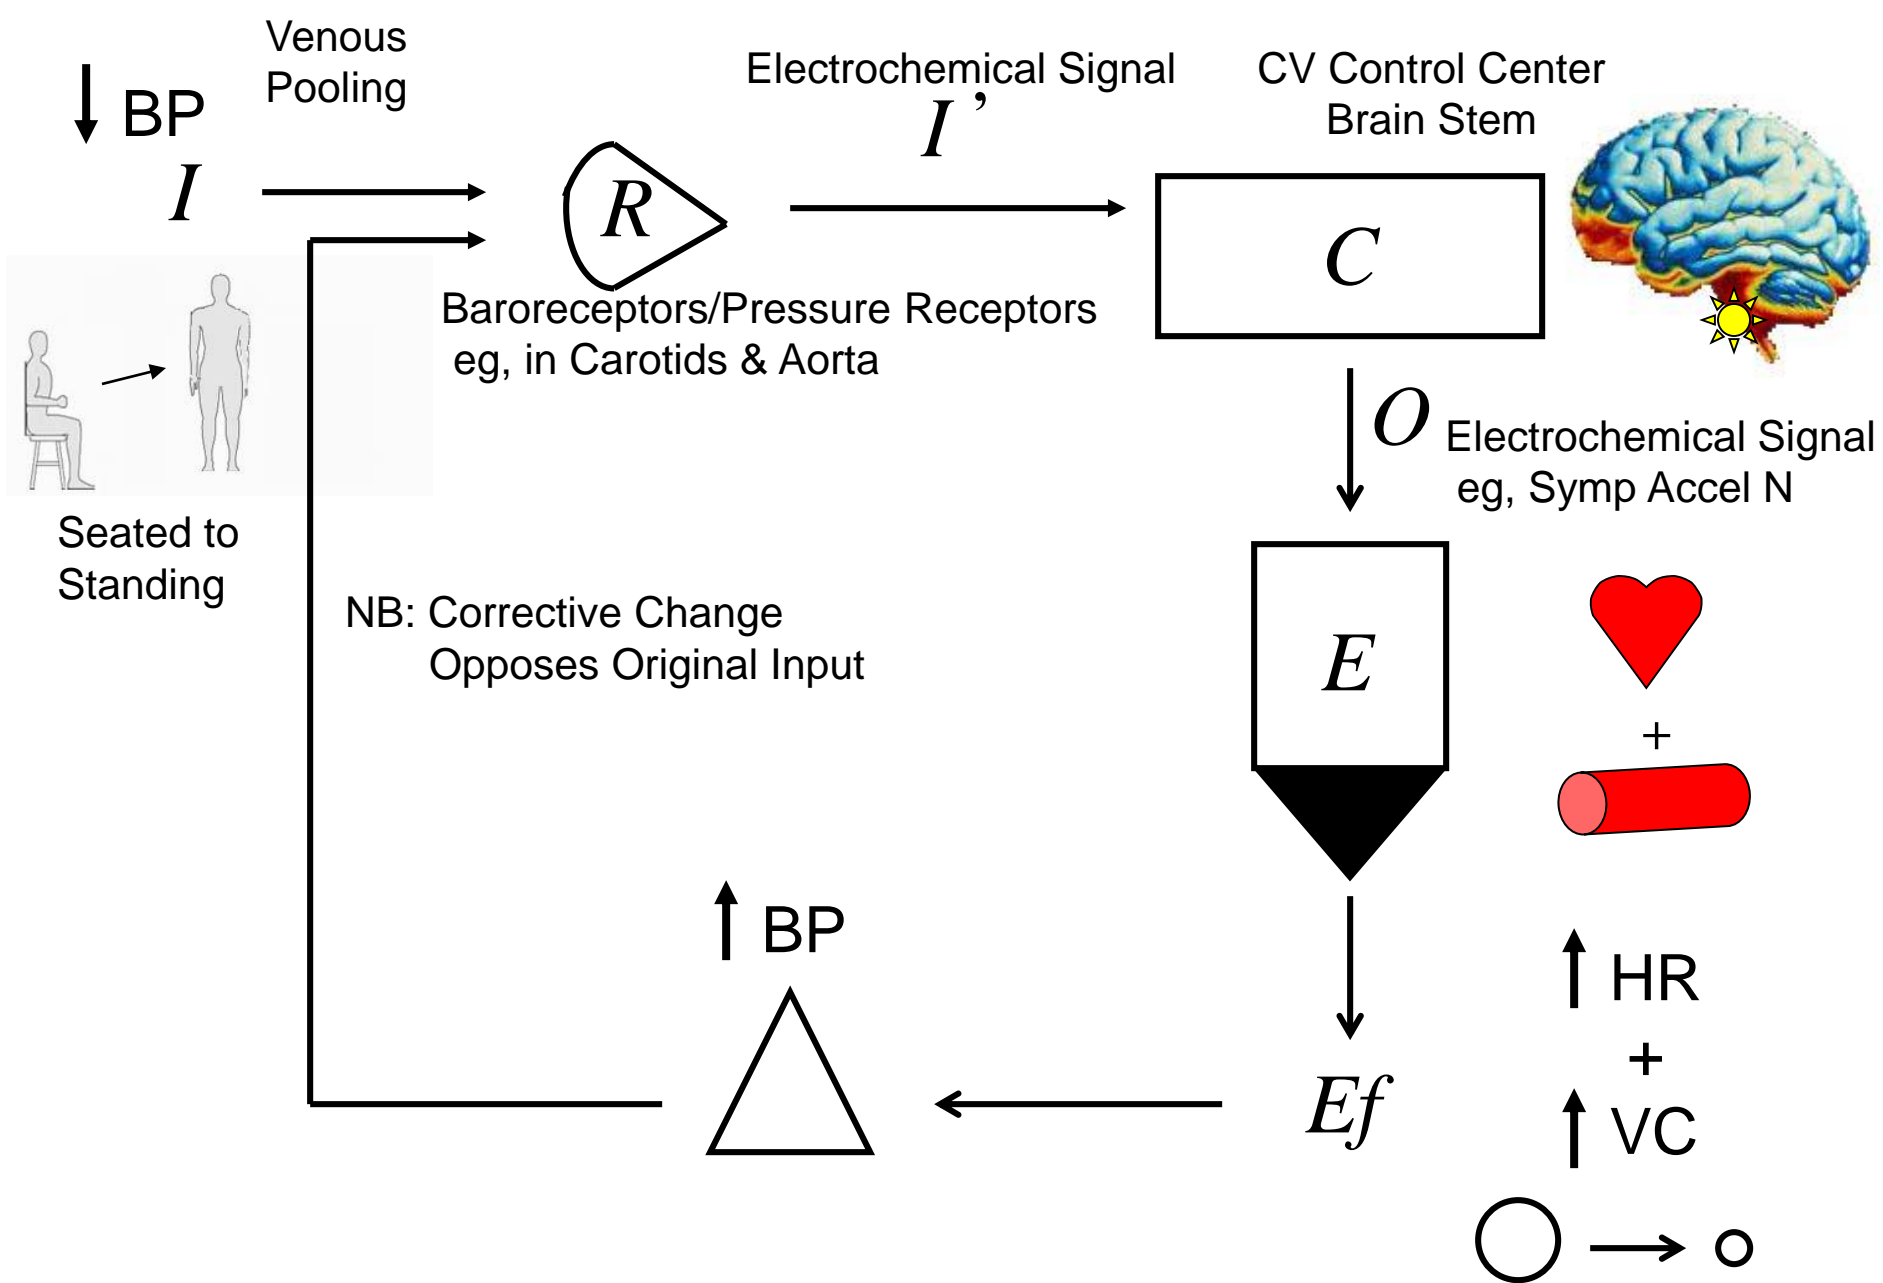 Venous
Pooling
↓ BP
I
Electrochemical Signal
I’
CV Control Center
Brain Stem
R
C
Baroreceptors/Pressure Receptors
eg, in Carotids & Aorta
O
Electrochemical Signal
eg, Symp Accel N
Seated to
Standing
NB: Corrective Change
Opposes Original Input
E
+
↑ BP
↑ HR
+
↑ VC
Ef